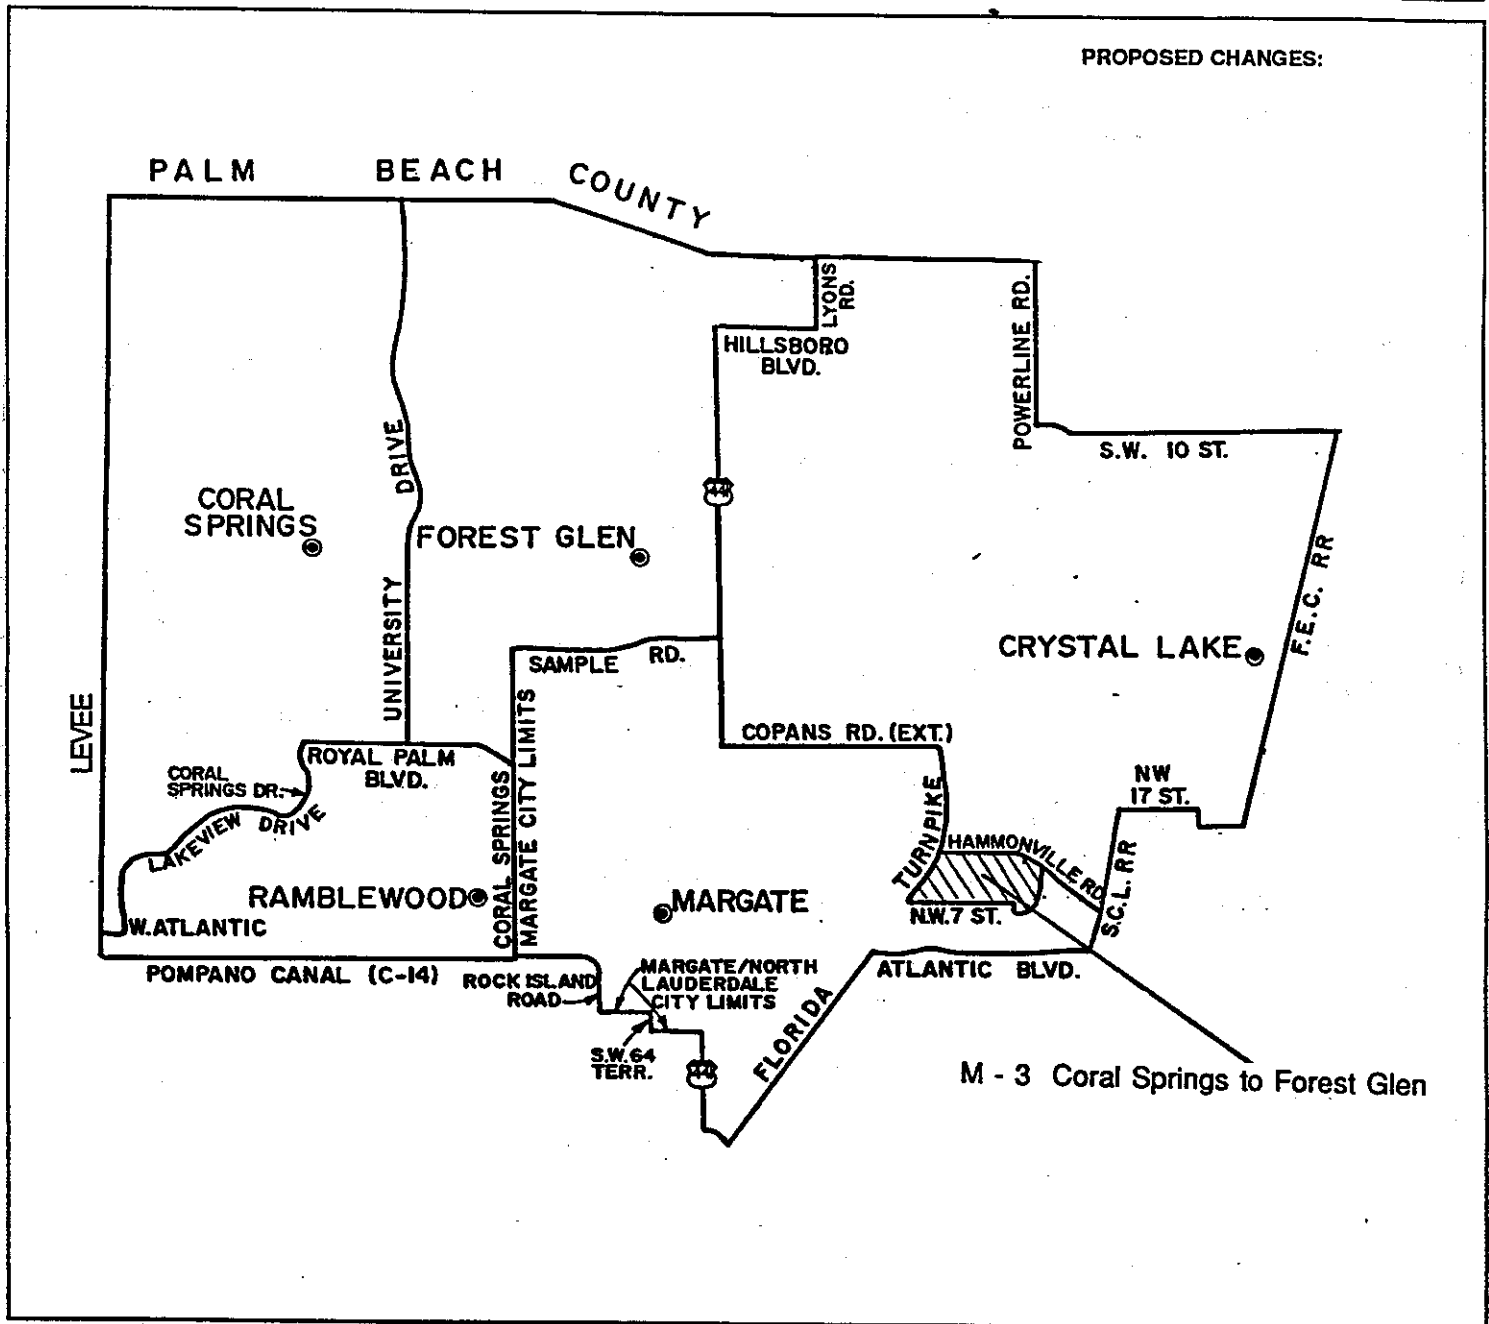 PROPOSED CHANGES:
PALM BEACH COUNTY
LYONS
RD.
HILLSBORO
BLVD.
POWERLINE RD.
S.W. 10 ST.
441
CORAL
SPRINGS
UNIVERSITY DRIVE
FOREST GLEN
F.E.C. RR
CRYSTAL LAKE
SAMPLE RD.
LEVEE
COPANS RD. (EXT.)
ROYAL PALM
BLVD.
CORAL
SPRINGS DR.
LAKEVIEW DRIVE
CORAL SPRINGS
MARGATE CITY LIMITS
NW
17 ST.
TURNPIKE
HAMMONVILLE RD.
S.C.L. RR
RAMBLEWOOD
MARGATE
N.W. 7 ST.
W. ATLANTIC
POMPANO CANAL (C-14)
ROCK ISLAND
ROAD
MARGATE/NORTH
LAUDERDALE
CITY LIMITS
ATLANTIC BLVD.
FLORIDA
S.W. 64
TERR.
441
M - 3 Coral Springs to Forest Glen